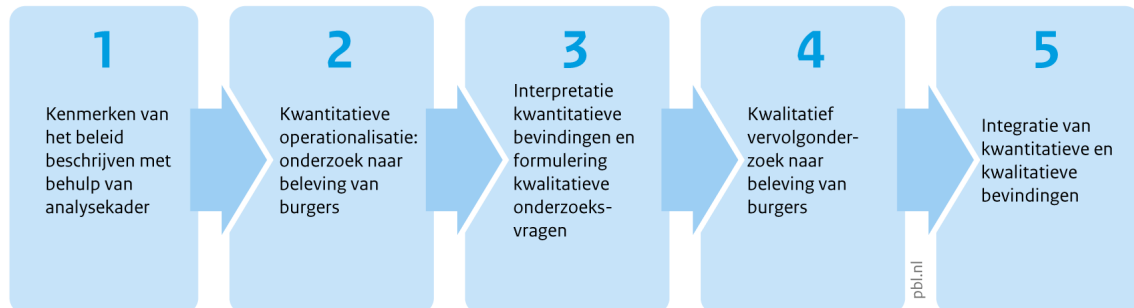 1
Kenmerken van
het beleid
beschrijven met
behulp van
analysekader
2
Kwantitatieve
operationalisatie:
onderzoek naar
beleving van
burgers
3
Interpretatie
kwantitatieve
bevindingen en
formulering
kwalitatieve
onderzoeks-
vragen
4
Kwalitatief
vervolgonder-
zoek naar
beleving van
burgers
5
Integratie van
kwantitatieve en
kwalitatieve
bevindingen
pbl.nl